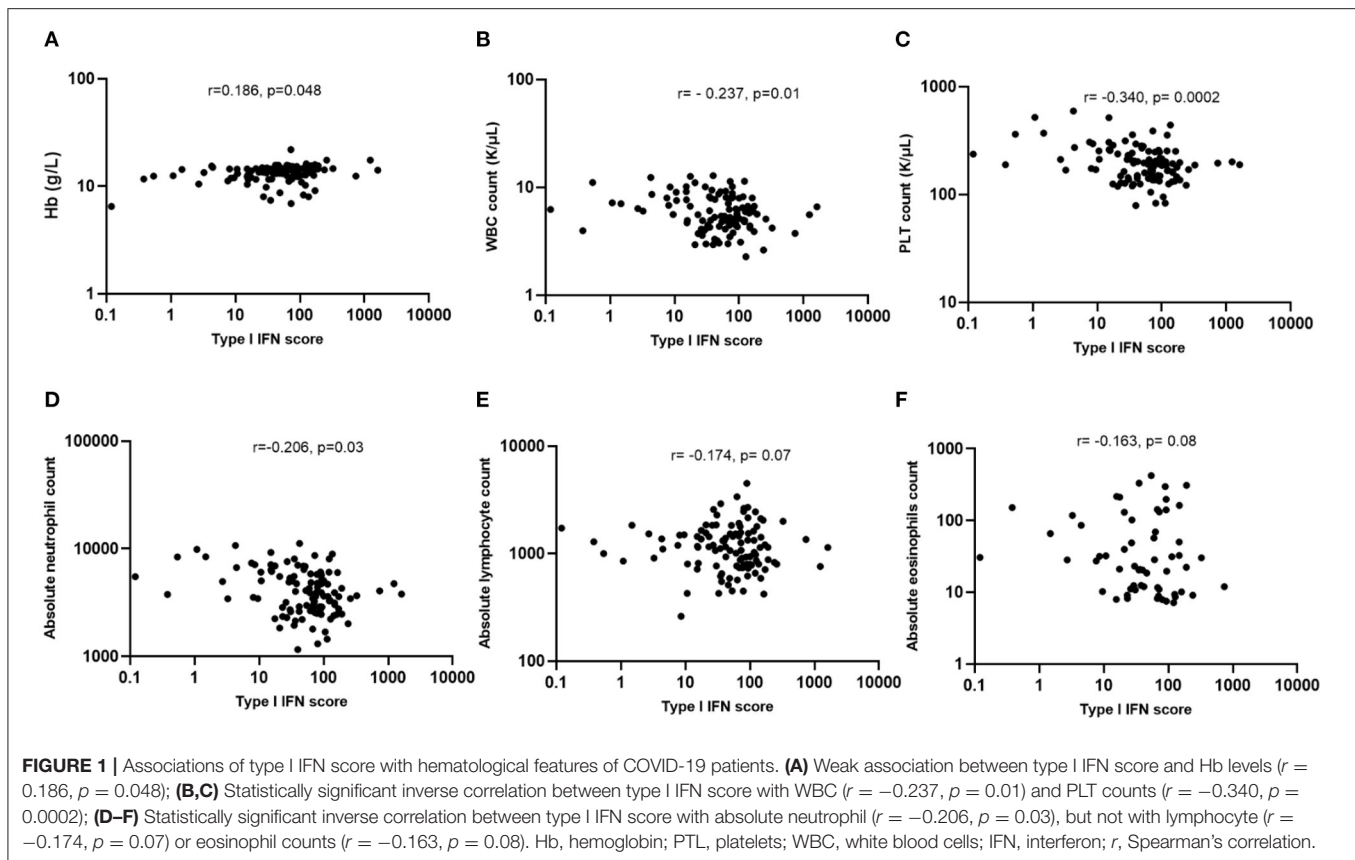 A
r=0.186, p=0.048
Hb (g/L)
100
10
1
0.1 1 10 100 1000 10000
Type I IFN score
B
r= - 0.237, p=0.01
WBC count (K/µL)
100
10
1
0.1 1 10 100 1000 10000
Type I IFN score
C
r= -0.340, p= 0.0002
PLT count (K/µL)
1000
100
10
0.1 1 10 100 1000 10000
Type I IFN score
D
r=-0.206, p=0.03
Absolute neutrophil count
100000
10000
1000
0.1 1 10 100 1000 10000
Type I IFN score
E
r= -0.174, p= 0.07
Absolute lymphocyte count
10000
1000
100
0.1 1 10 100 1000 10000
Type I IFN score
F
r= -0.163, p= 0.08
Absolute eosinophils count
1000
100
10
1
0.1 1 10 100 1000 10000
Type I IFN score
FIGURE 1 | Associations of type I IFN score with hematological features of COVID-19 patients. (A) Weak association between type I IFN score and Hb levels (r =
0.186, p = 0.048); (B,C) Statistically significant inverse correlation between type I IFN score with WBC (r = −0.237, p = 0.01) and PLT counts (r = −0.340, p =
0.0002); (D–F) Statistically significant inverse correlation between type I IFN score with absolute neutrophil (r = −0.206, p = 0.03), but not with lymphocyte (r =
−0.174, p = 0.07) or eosinophil counts (r = −0.163, p = 0.08). Hb, hemoglobin; PTL, platelets; WBC, white blood cells; IFN, interferon; r, Spearman's correlation.